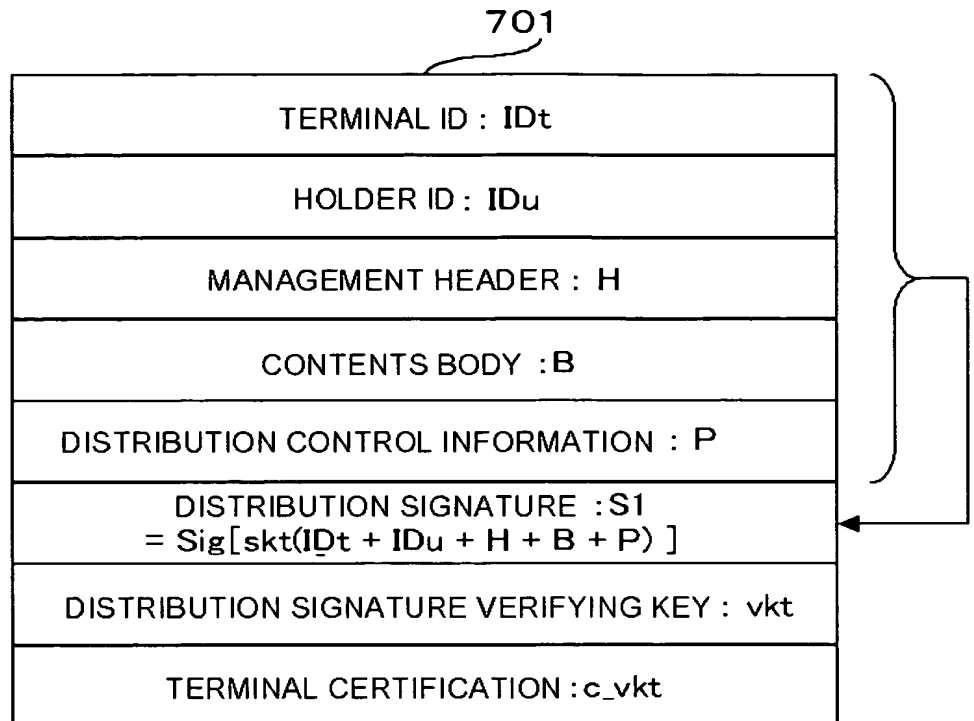 701
TERMINAL ID : IDt
HOLDER ID : IDu
MANAGEMENT HEADER : H
CONTENTS BODY : B
DISTRIBUTION CONTROL INFORMATION : P
DISTRIBUTION SIGNATURE : S1
= Sig[skt(IDt + IDu + H + B + P) ]
DISTRIBUTION SIGNATURE VERIFYING KEY : vkt
TERMINAL CERTIFICATION : c_vkt